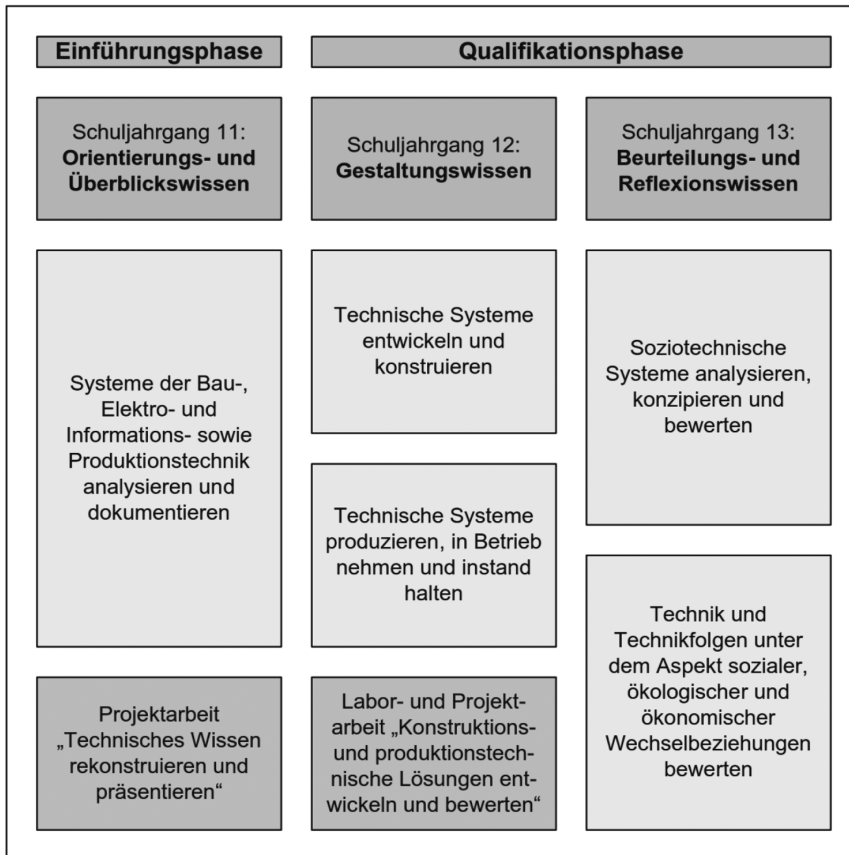 Einführungsphase
Qualifikationsphase
Schuljahrgang 11:
Orientierungs- und
Überblickswissen
Schuljahrgang 12:
Gestaltungswissen
Schuljahrgang 13:
Beurteilungs- und
Reflexionswissen
Systeme der Bau-,
Elektro- und
Informations- sowie
Produktionstechnik
analysieren und
dokumentieren
Technische Systeme
entwickeln und
konstruieren
Soziotechnische
Systeme analysieren,
konzipieren und
bewerten
Technische Systeme
produzieren, in Betrieb
nehmen und instand
halten
Technik und
Technikfolgen unter
dem Aspekt sozialer,
ökologischer und
ökonomischer
Wechselbeziehungen
bewerten
Projektarbeit
„Technisches Wissen
rekonstruieren und
präsentieren“
Labor- und Projekt-
arbeit „Konstruktions-
und produktionstech-
nische Lösungen ent-
wickeln und bewerten“